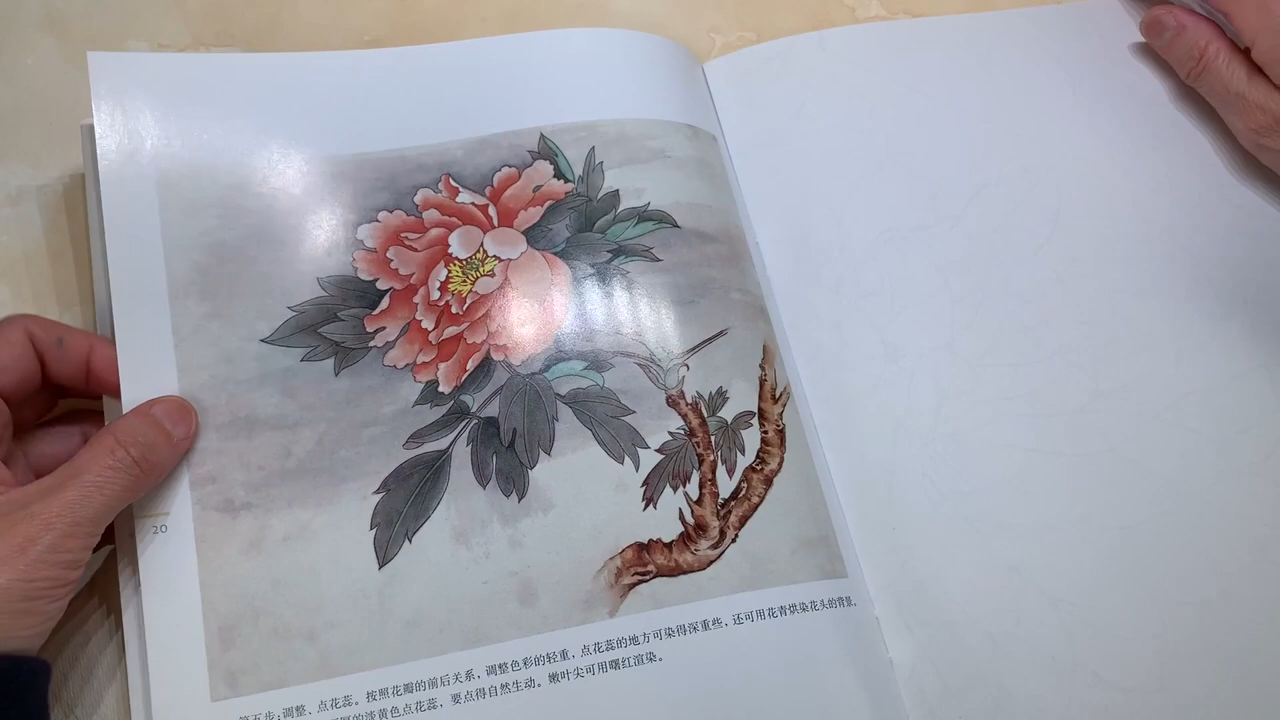 20
第五步：调整、点花蕊。按照花瓣的前后关系，调整色彩的轻重，点花蕊的地方可染得深重些，还可用花青烘染花头的背景。
的淡黄色点花蕊，要点得自然生动。嫩叶尖可用曙红渲染。